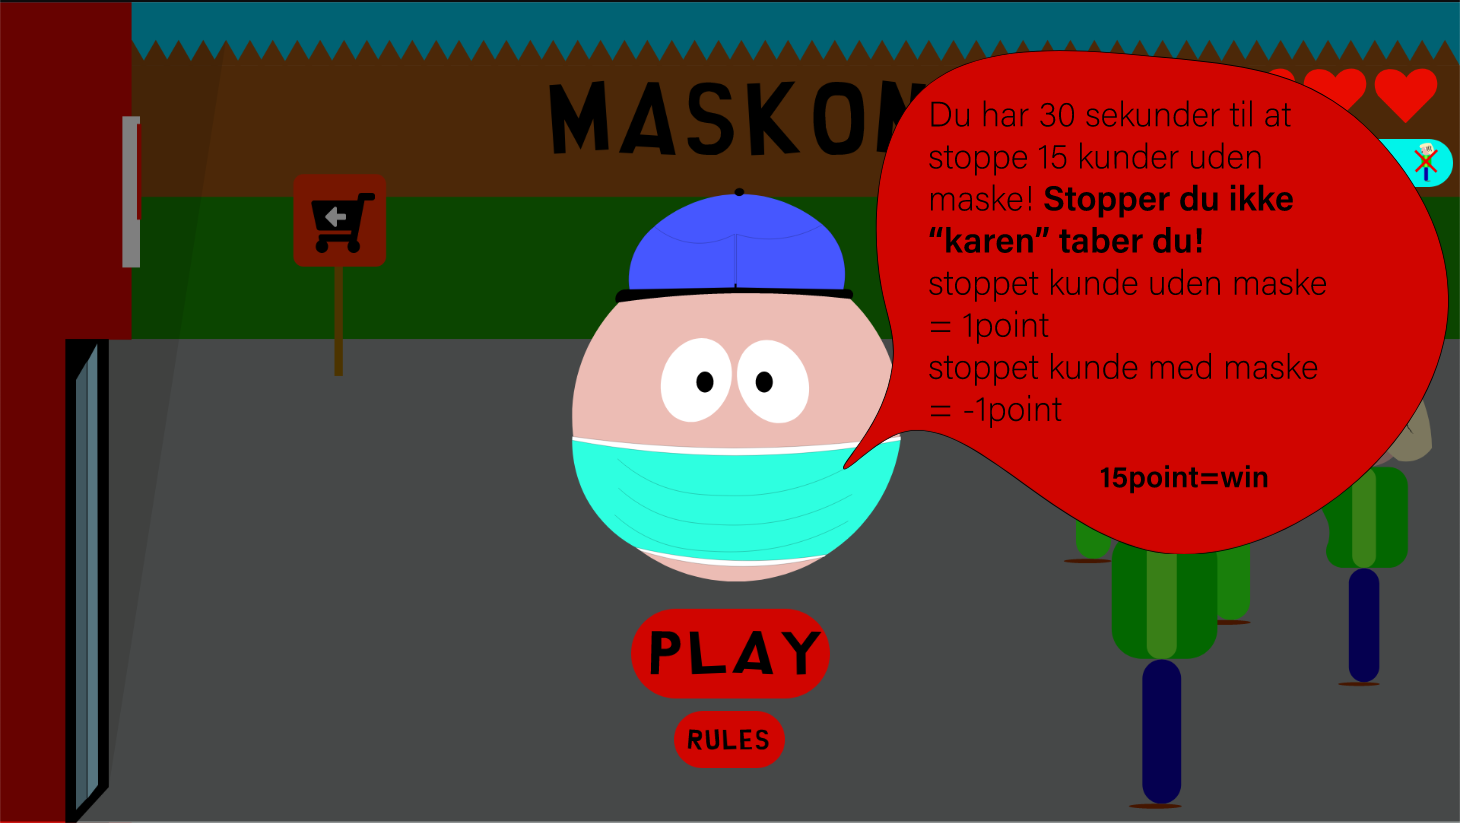 Du har 30 sekunder til at
stoppe 15 kunder uden
maske! Stopper du ikke
“karen” taber du!
stoppet kunde uden maske
= 1point
stoppet kunde med maske
= -1point
15point=win
PLAY
RULES